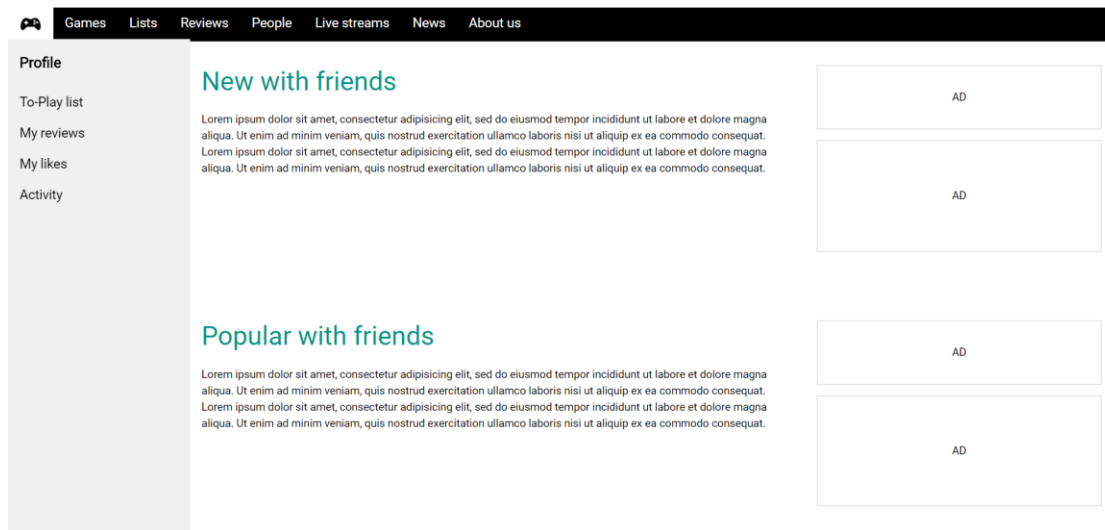 Games Lists Reviews People Live streams News About us
Profile
To-Play list
My reviews
My likes
Activity
New with friends
Lorem ipsum dolor sit amet, consectetur adipisicing elit, sed do eiusmod tempor incididunt ut labore et dolore magna
aliqua. Ut enim ad minim veniam, quis nostrud exercitation ullamco laboris nisi ut aliquip ex ea commodo consequat.
Lorem ipsum dolor sit amet, consectetur adipisicing elit, sed do eiusmod tempor incididunt ut labore et dolore magna
aliqua. Ut enim ad minim veniam, quis nostrud exercitation ullamco laboris nisi ut aliquip ex ea commodo consequat.
AD
AD
Popular with friends
Lorem ipsum dolor sit amet, consectetur adipisicing elit, sed do eiusmod tempor incididunt ut labore et dolore magna
aliqua. Ut enim ad minim veniam, quis nostrud exercitation ullamco laboris nisi ut aliquip ex ea commodo consequat.
Lorem ipsum dolor sit amet, consectetur adipisicing elit, sed do eiusmod tempor incididunt ut labore et dolore magna
aliqua. Ut enim ad minim veniam, quis nostrud exercitation ullamco laboris nisi ut aliquip ex ea commodo consequat.
AD
AD